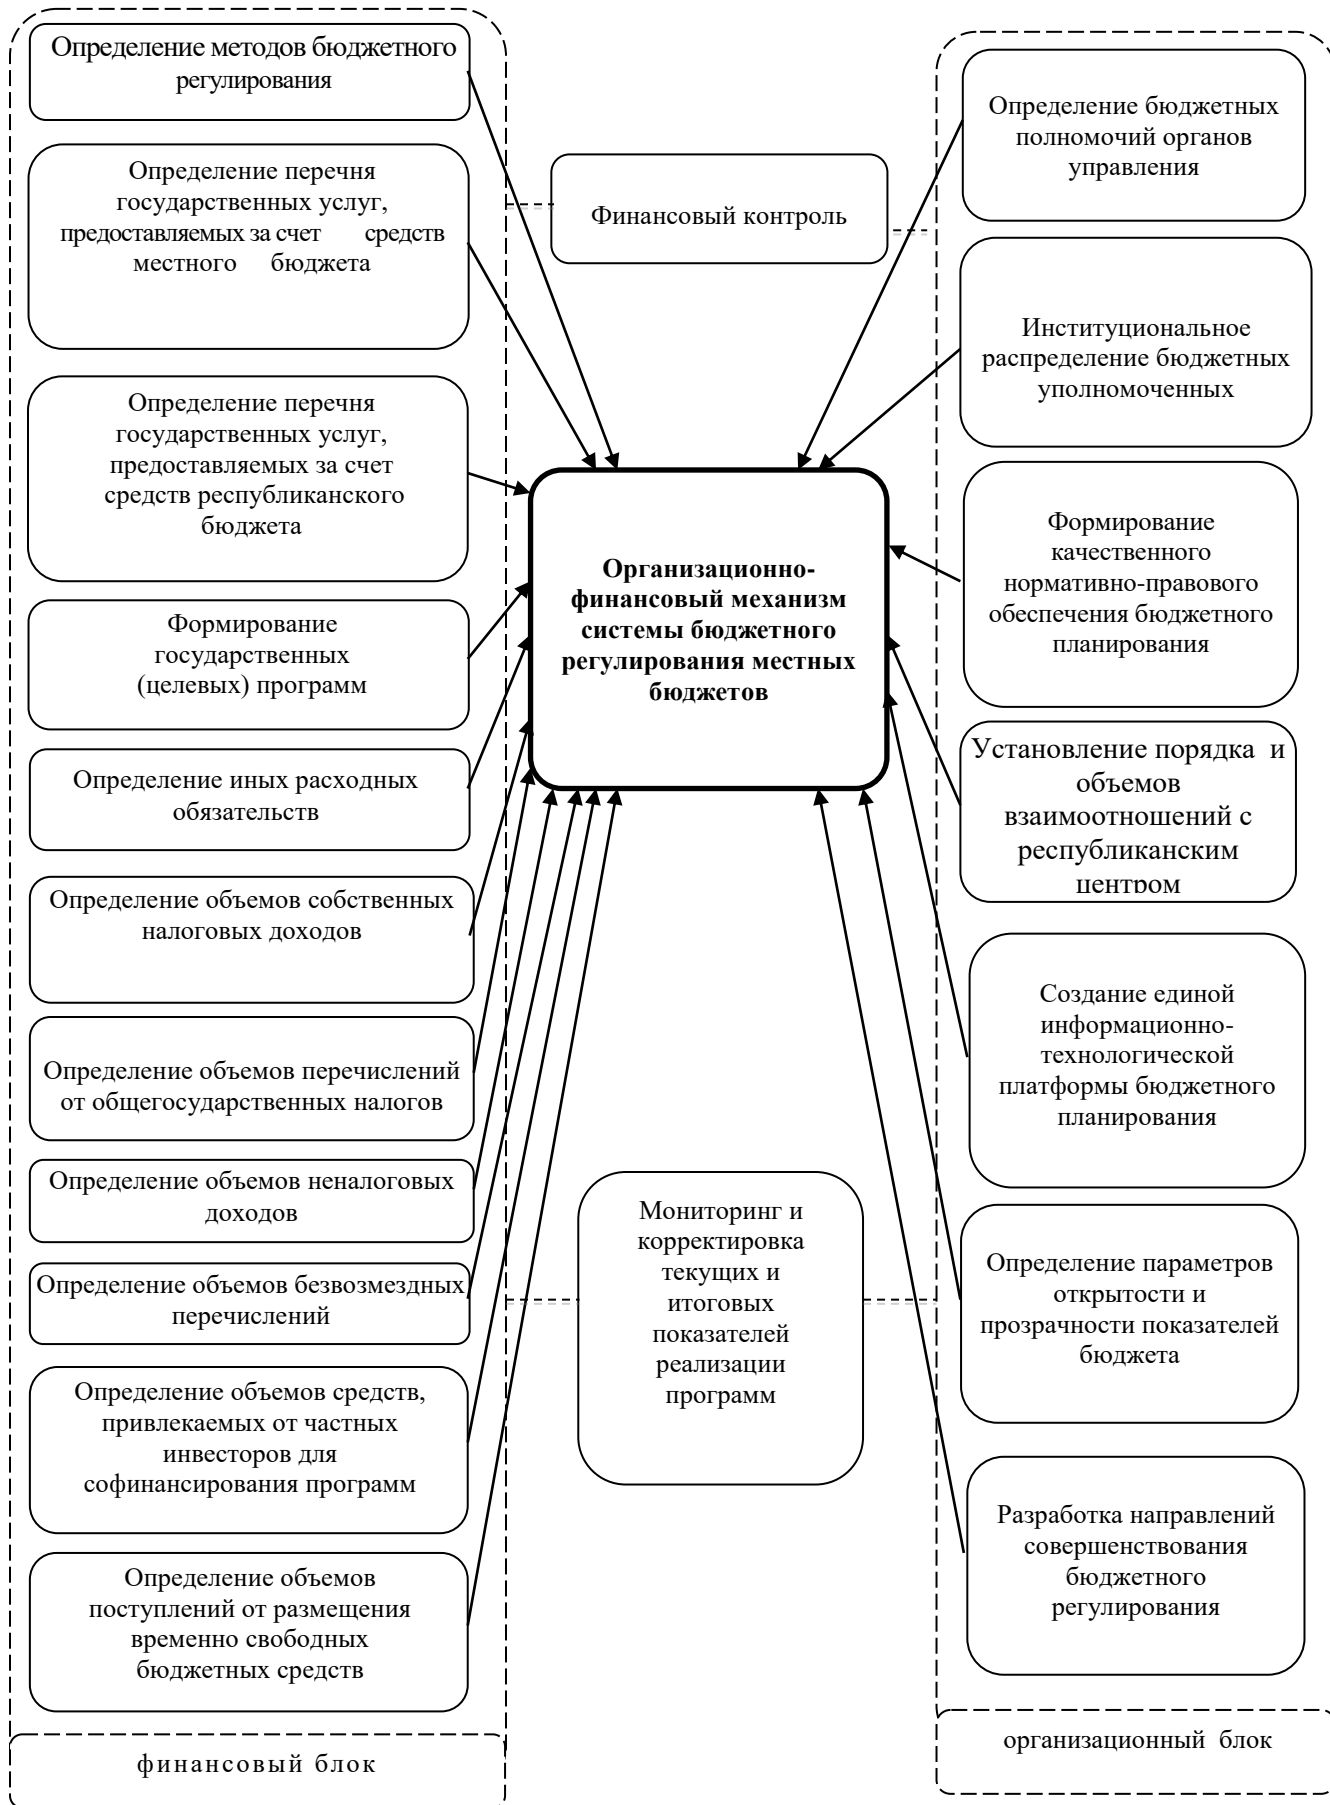 Определение методов бюджетного
регулирования
Определение перечня
государственных услуг,
предоставляемых за счет средств
местного бюджета
Определение перечня
государственных услуг,
предоставляемых за счет
средств республиканского
бюджета
Формирование
государственных
(целевых) программ
Определение иных расходных
обязательств
Определение объемов собственных
налоговых доходов
Определение объемов перечислений
от общегосударственных налогов
Определение объемов неналоговых
доходов
Определение объемов безвозмездных
перечислений
Определение объемов средств,
привлекаемых от частных
инвесторов для
софинансирования программ
Определение объемов
поступлений от размещения
временно свободных
бюджетных средств
финансовый блок
Финансовый контроль
Организационно-
финансовый механизм
системы бюджетного
регулирования местных
бюджетов
Мониторинг и
корректировка
текущих и
итоговых
показателей
реализации
программ
Определение бюджетных
полномочий органов
управления
Институциональное
распределение бюджетных
уполномоченных
Формирование
качественного
нормативно-правового
обеспечения бюджетного
планирования
Установление порядка и
объемов
взаимоотношений с
республиканским
центром
Создание единой
информационно-
технологической
платформы бюджетного
планирования
Определение параметров
открытости и
прозрачности показателей
бюджета
Разработка направлений
совершенствования
бюджетного
регулирования
организационный блок